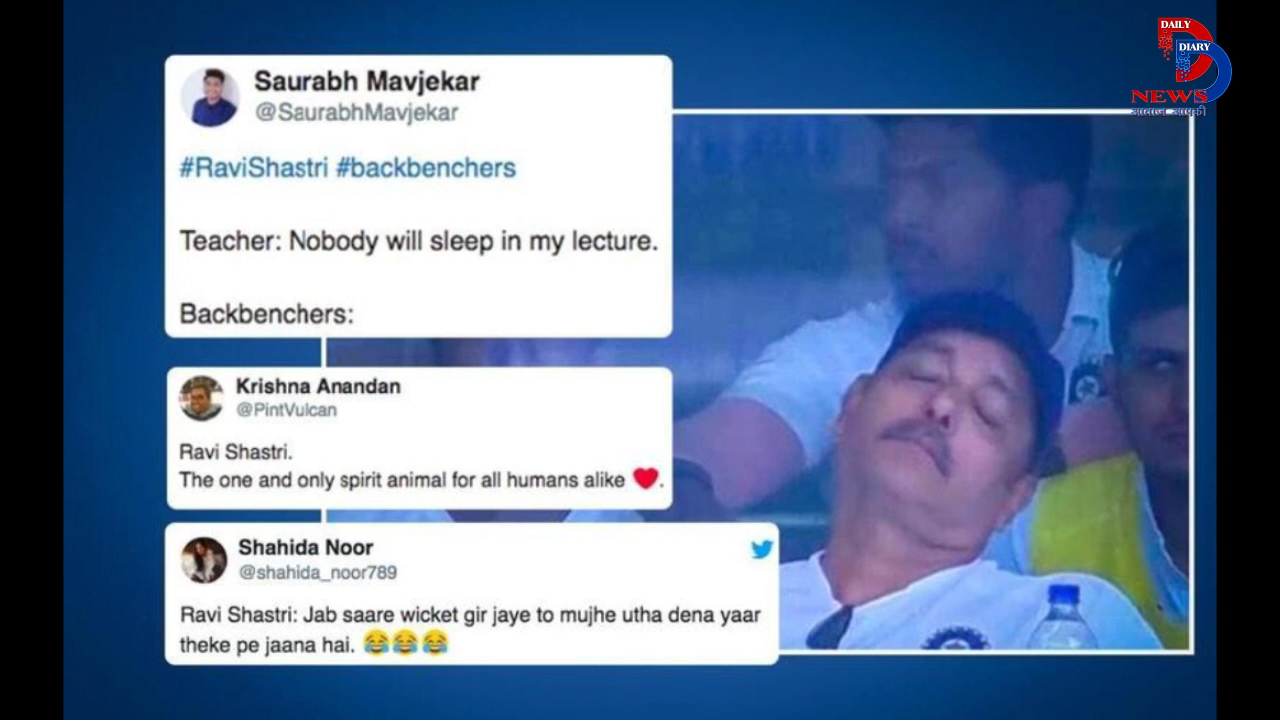 DAILY
DIARY
NEWS
आवाज़ आपकी
Saurabh Mavjekar
@SaurabhMavjekar
#RaviShastri #backbenchers
Teacher: Nobody will sleep in my lecture.
Backbenchers:
Krishna Anandan
@PintVulcan
Ravi Shastri.
The one and only spirit animal for all humans alike ❤️.
Shahida Noor
@shahida_noor789
Ravi Shastri: Jab saare wicket gir jaye to mujhe utha dena yaar
theke pe jaana hai. 😂😂😂